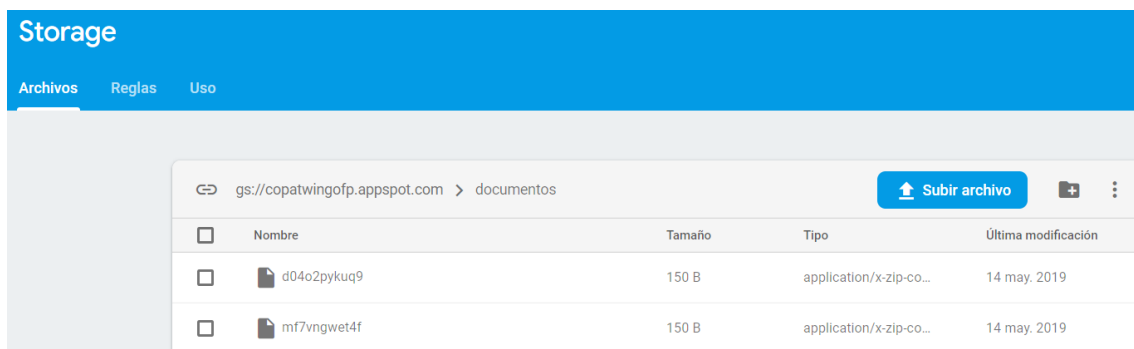 Storage
Archivos Reglas Uso
gs://copatwingofp.appspot.com > documentos Subir archivo
Nombre Tamaño Tipo Última modificación
d04o2pykuq9 150 B application/x-zip-co... 14 may. 2019
mf7vngwet4f 150 B application/x-zip-co... 14 may. 2019